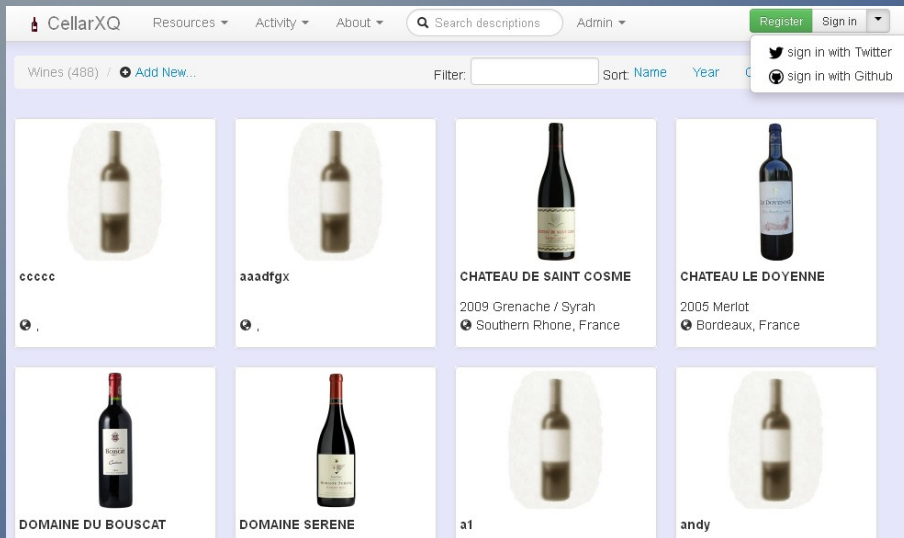 CellarXQ Resources Activity About Search descriptions Admin Register Sign in
sign in with Twitter
sign in with Github
Wines (488) / Add New... Filter: Sort: Name Year
ccccc
,
aaadfgx
,
CHATEAU DE SAINT COSME
2009 Grenache / Syrah
Southern Rhone, France
CHATEAU LE DOYENNE
2005 Merlot
Bordeaux, France
DOMAINE DU BOUSCAT
DOMAINE SERENE
a1
andy